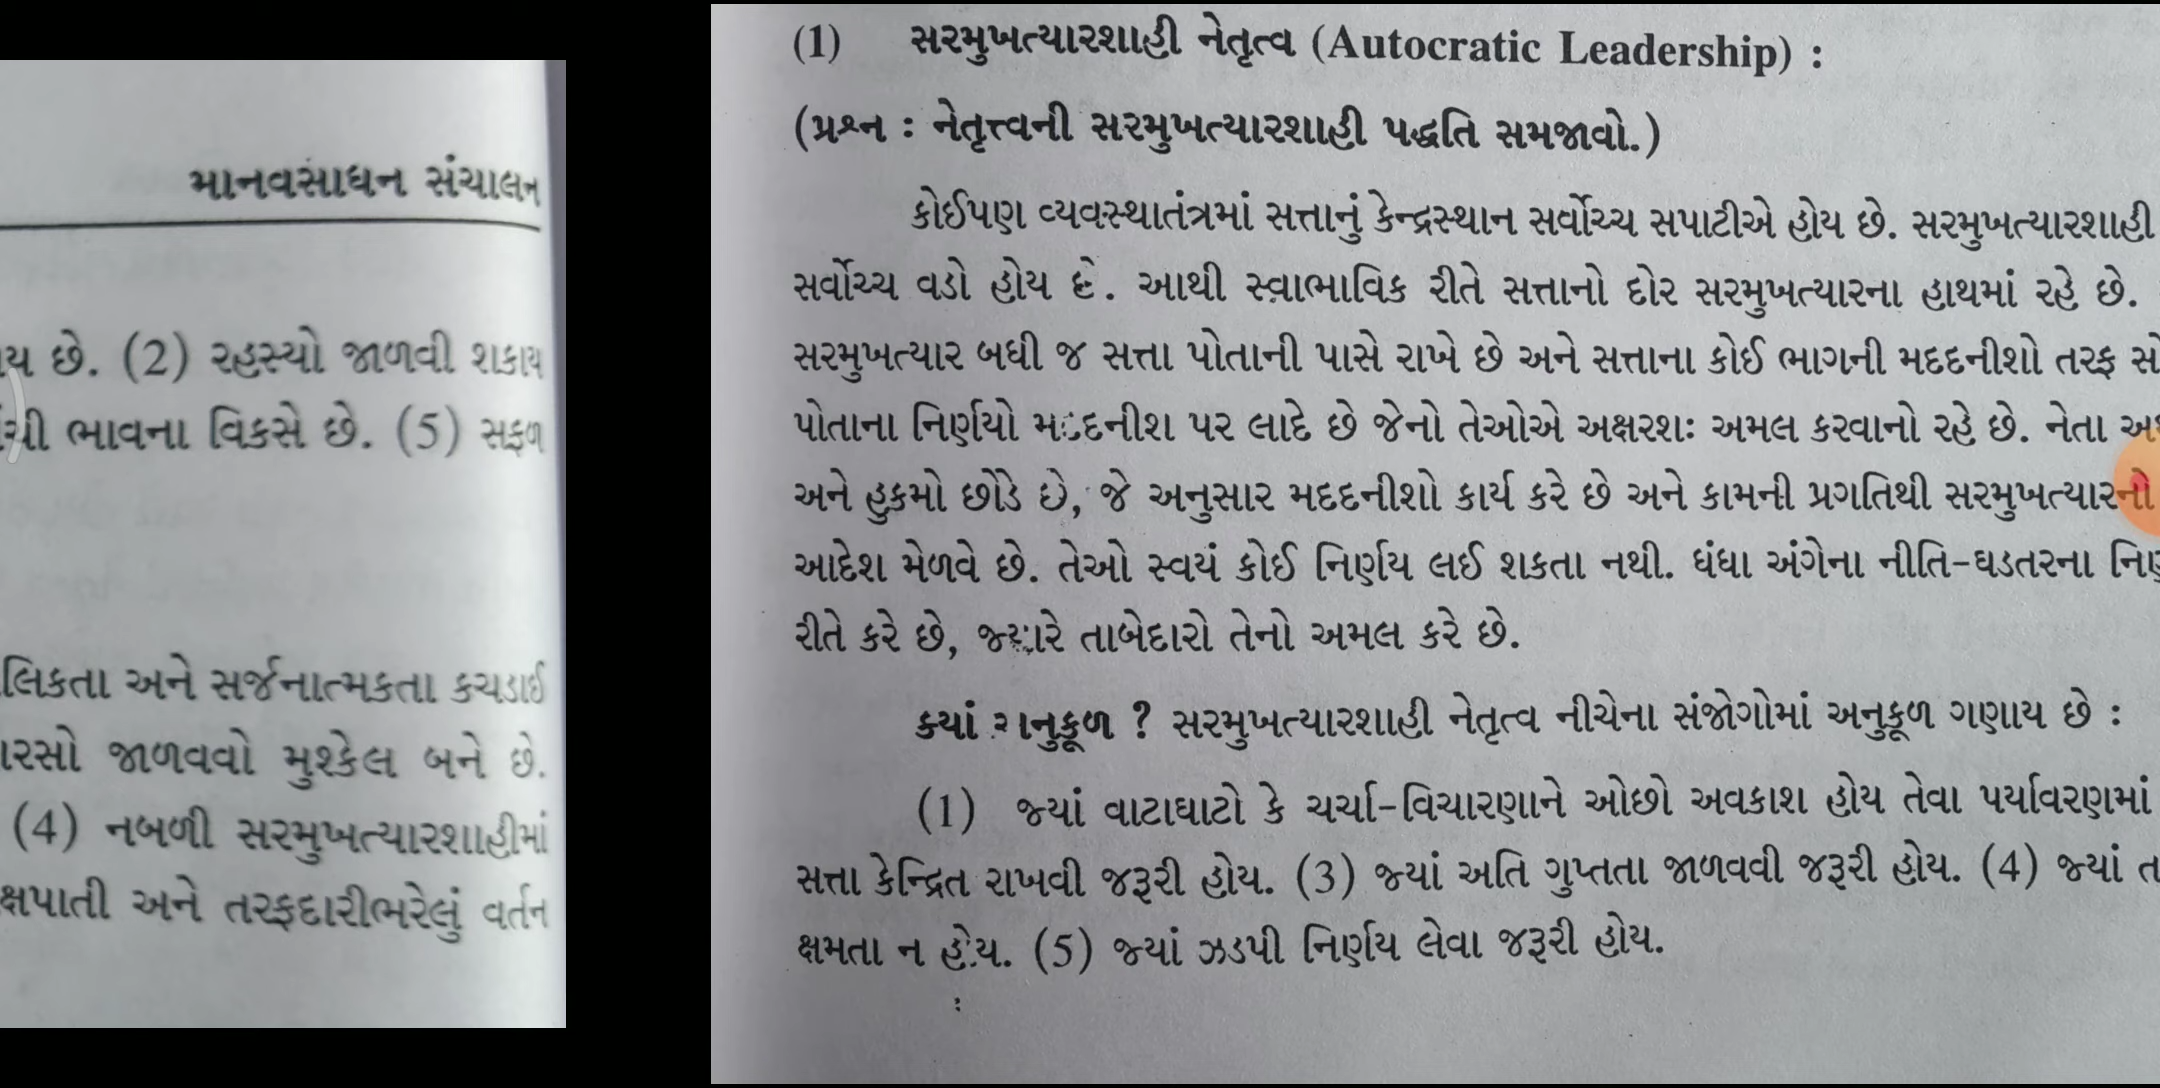 માનવસાધન સંચાલન
છે. (2) રહસ્યો જાળવી શકાય
ભાવના વિકસે છે. (5) સફળ
અને સર્જનાત્મકતા કચડાઈ
જાળવવો મુશ્કેલ બને છે.
(4) નબળી સરમુખત્યારશાહીમાં
અને તરફદારીભરેલું વર્તન
(1) સરમુખત્યારશાહી નેતૃત્વ (Autocratic Leadership) :
(પ્રશ્ન : નેતૃત્ત્વની સરમુખત્યારશાહી પદ્ધતિ સમજાવો.)
કોઈપણ વ્યવસ્થાતંત્રમાં સત્તાનું કેન્દ્રસ્થાન સર્વોચ્ચ સપાટીએ હોય છે. સરમુખત્યારશાહી
સર્વોચ્ચ વડો હોય છે. આથી સ્વાભાવિક રીતે સત્તાનો દોર સરમુખત્યારના હાથમાં રહે છે.
સરમુખત્યાર બધી જ સત્તા પોતાની પાસે રાખે છે અને સત્તાના કોઈ ભાગની મદદનીશો તરફ
પોતાના નિર્ણયો મદદનીશ પર લાદે છે જેનો તેઓએ અક્ષરશઃ અમલ કરવાનો રહે છે. નેતા
અને હુકમો છોડે છે, જે અનુસાર મદદનીશો કાર્ય કરે છે અને કામની પ્રગતિથી સરમુખત્યારનો
આદેશ મેળવે છે. તેઓ સ્વયં કોઈ નિર્ણય લઈ શકતા નથી. ધંધા અંગેના નીતિ-ઘડતરના
રીતે કરે છે, જ્યારે તાબેદારો તેનો અમલ કરે છે.
ક્યાં અનુકૂળ ? સરમુખત્યારશાહી નેતૃત્વ નીચેના સંજોગોમાં અનુકૂળ ગણાય છે :
(1) જ્યાં વાટાઘાટો કે ચર્ચા-વિચારણાને ઓછો અવકાશ હોય તેવા પર્યાવરણમાં
સત્તા કેન્દ્રિત રાખવી જરૂરી હોય. (3) જ્યાં અતિ ગુપ્તતા જાળવવી જરૂરી હોય. (4) જ્યાં
ક્ષમતા ન હોય. (5) જ્યાં ઝડપી નિર્ણય લેવા જરૂરી હોય.